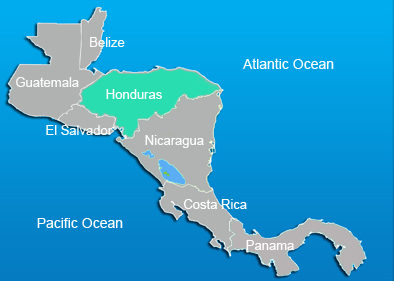 Belize
Atlantic Ocean
Guatemala
Honduras
El Salvador
Nicaragua
Costa Rica
Pacific Ocean
Panama